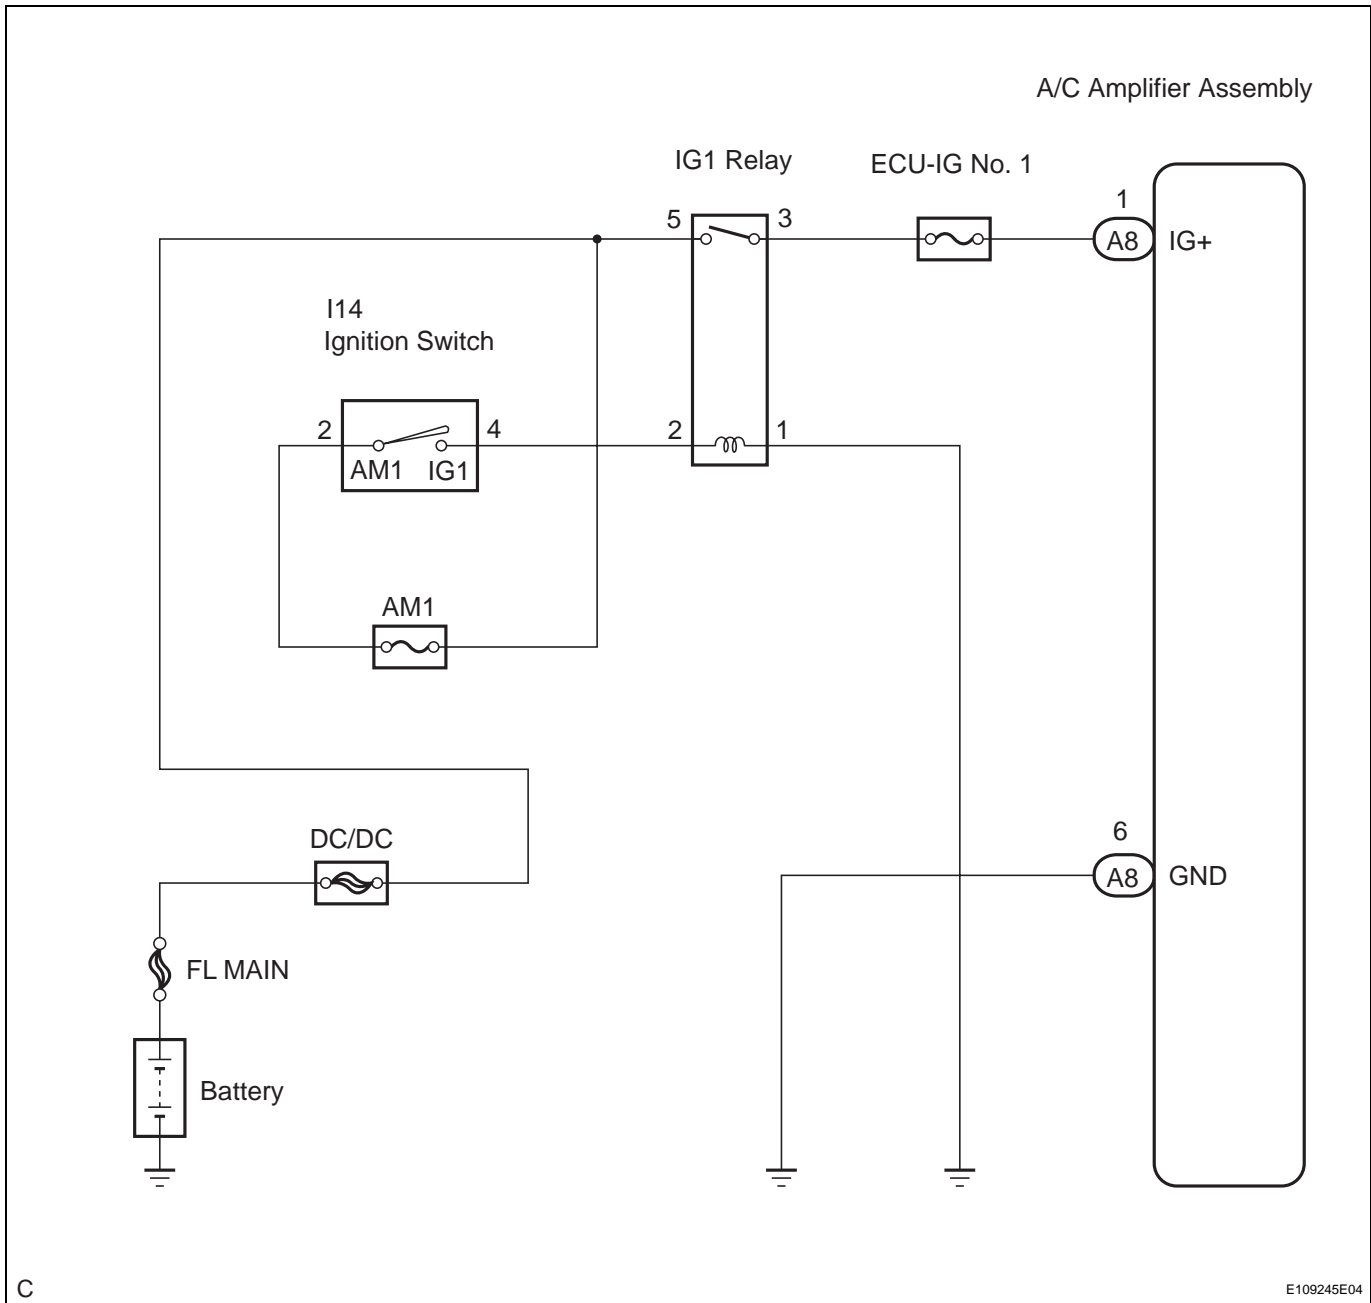 A/C Amplifier Assembly
IG1 Relay
ECU-IG No. 1
5
3
1
A8
IG+
I14
Ignition Switch
2
4
AM1
IG1
2
1
AM1
DC/DC
6
A8
GND
FL MAIN
Battery
C
E109245E04